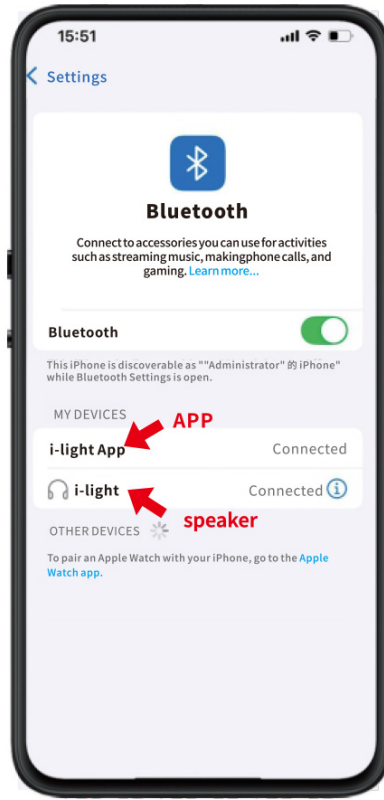 15:51
Settings
Bluetooth
Connect to accessories you can use for activities
such as streaming music, makingphone calls, and
gaming. Learn more...
Bluetooth
This iPhone is discoverable as ""Administrator" 的 iPhone"
while Bluetooth Settings is open.
MY DEVICES
APP
i-light App Connected
i-light Connected
speaker
OTHER DEVICES
To pair an Apple Watch with your iPhone, go to the Apple
Watch app.